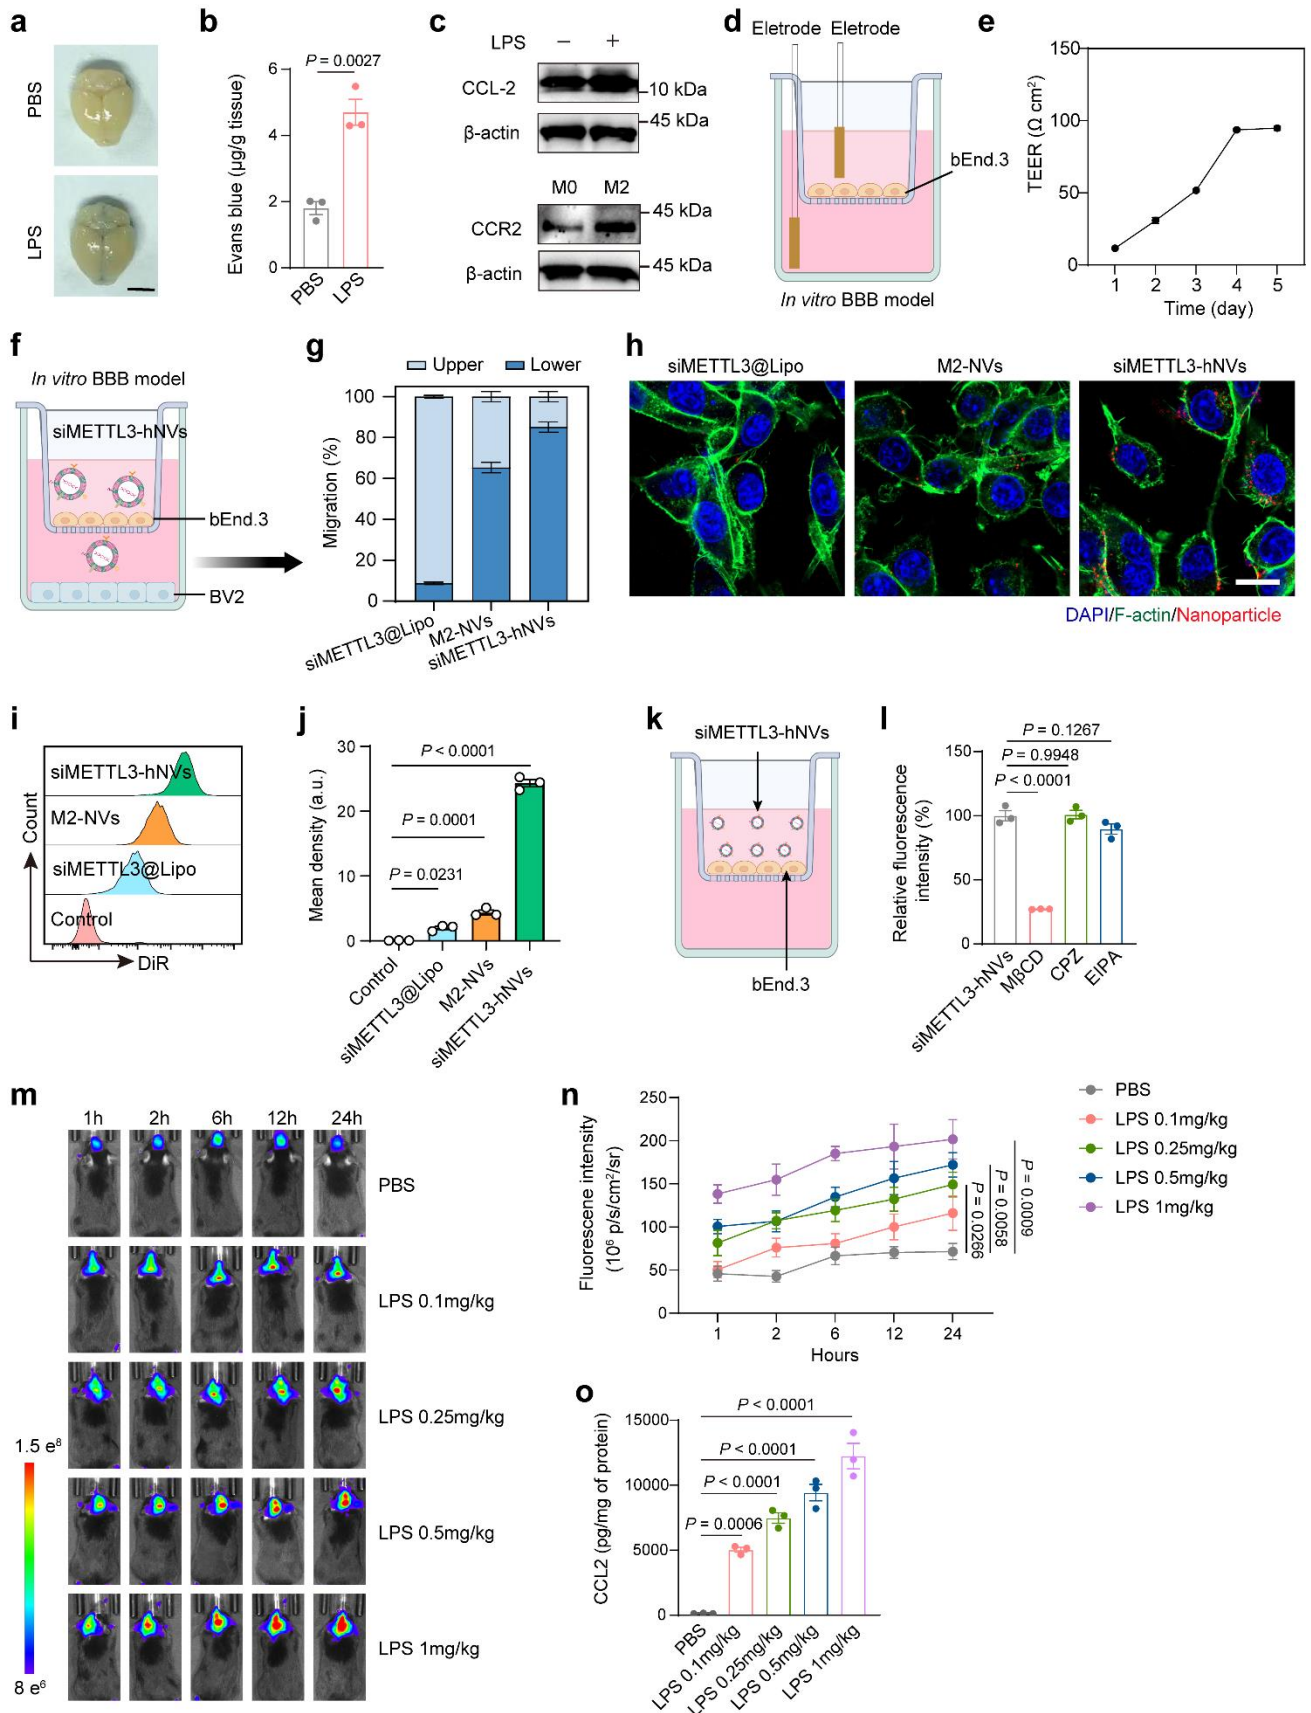 a
PBS
LPS
b
P = 0.0027
Evans blue (µg/g tissue)
6
4
2
0
PBS
LPS
c
LPS − +
CCL-2
10 kDa
β-actin
45 kDa
M0 M2
CCR2
45 kDa
β-actin
45 kDa
d
Eletrode Eletrode
bEnd.3
In vitro BBB model
e
TEER (Ω cm²)
150
100
50
0
1 2 3 4 5
Time (day)
f
In vitro BBB model
siMETTL3-hNVs
bEnd.3
BV2
g
Upper Lower
Migration (%)
100
80
60
40
20
0
siMETTL3@Lipo
M2-NVs
siMETTL3-hNVs
h
siMETTL3@Lipo M2-NVs siMETTL3-hNVs
DAPI/F-actin/Nanoparticle
i
siMETTL3-hNVs
M2-NVs
siMETTL3@Lipo
Control
Count
DiR
j
Mean density (a.u.)
30
20
10
0
P < 0.0001
P = 0.0001
P = 0.0231
Control
siMETTL3@Lipo
M2-NVs
siMETTL3-hNVs
k
siMETTL3-hNVs
bEnd.3
l
Relative fluorescence
intensity (%)
150
100
50
0
P = 0.1267
P = 0.9948
P < 0.0001
siMETTL3-hNVs
MβCD
CPZ
EIPA
m
1h 2h 6h 12h 24h
PBS
LPS 0.1mg/kg
LPS 0.25mg/kg
LPS 0.5mg/kg
LPS 1mg/kg
1.5 e⁸
8 e⁶
n
Fluorescene intensity
(10⁶ p/s/cm²/sr)
250
200
150
100
50
0
1 2 6 12 24
Hours
P = 0.0266
P = 0.0058
P = 0.0009
PBS
LPS 0.1mg/kg
LPS 0.25mg/kg
LPS 0.5mg/kg
LPS 1mg/kg
o
CCL2 (pg/mg of protein)
15000
10000
5000
0
P < 0.0001
P < 0.0001
P < 0.0001
P = 0.0006
PBS
LPS 0.1mg/kg
LPS 0.25mg/kg
LPS 0.5mg/kg
LPS 1mg/kg